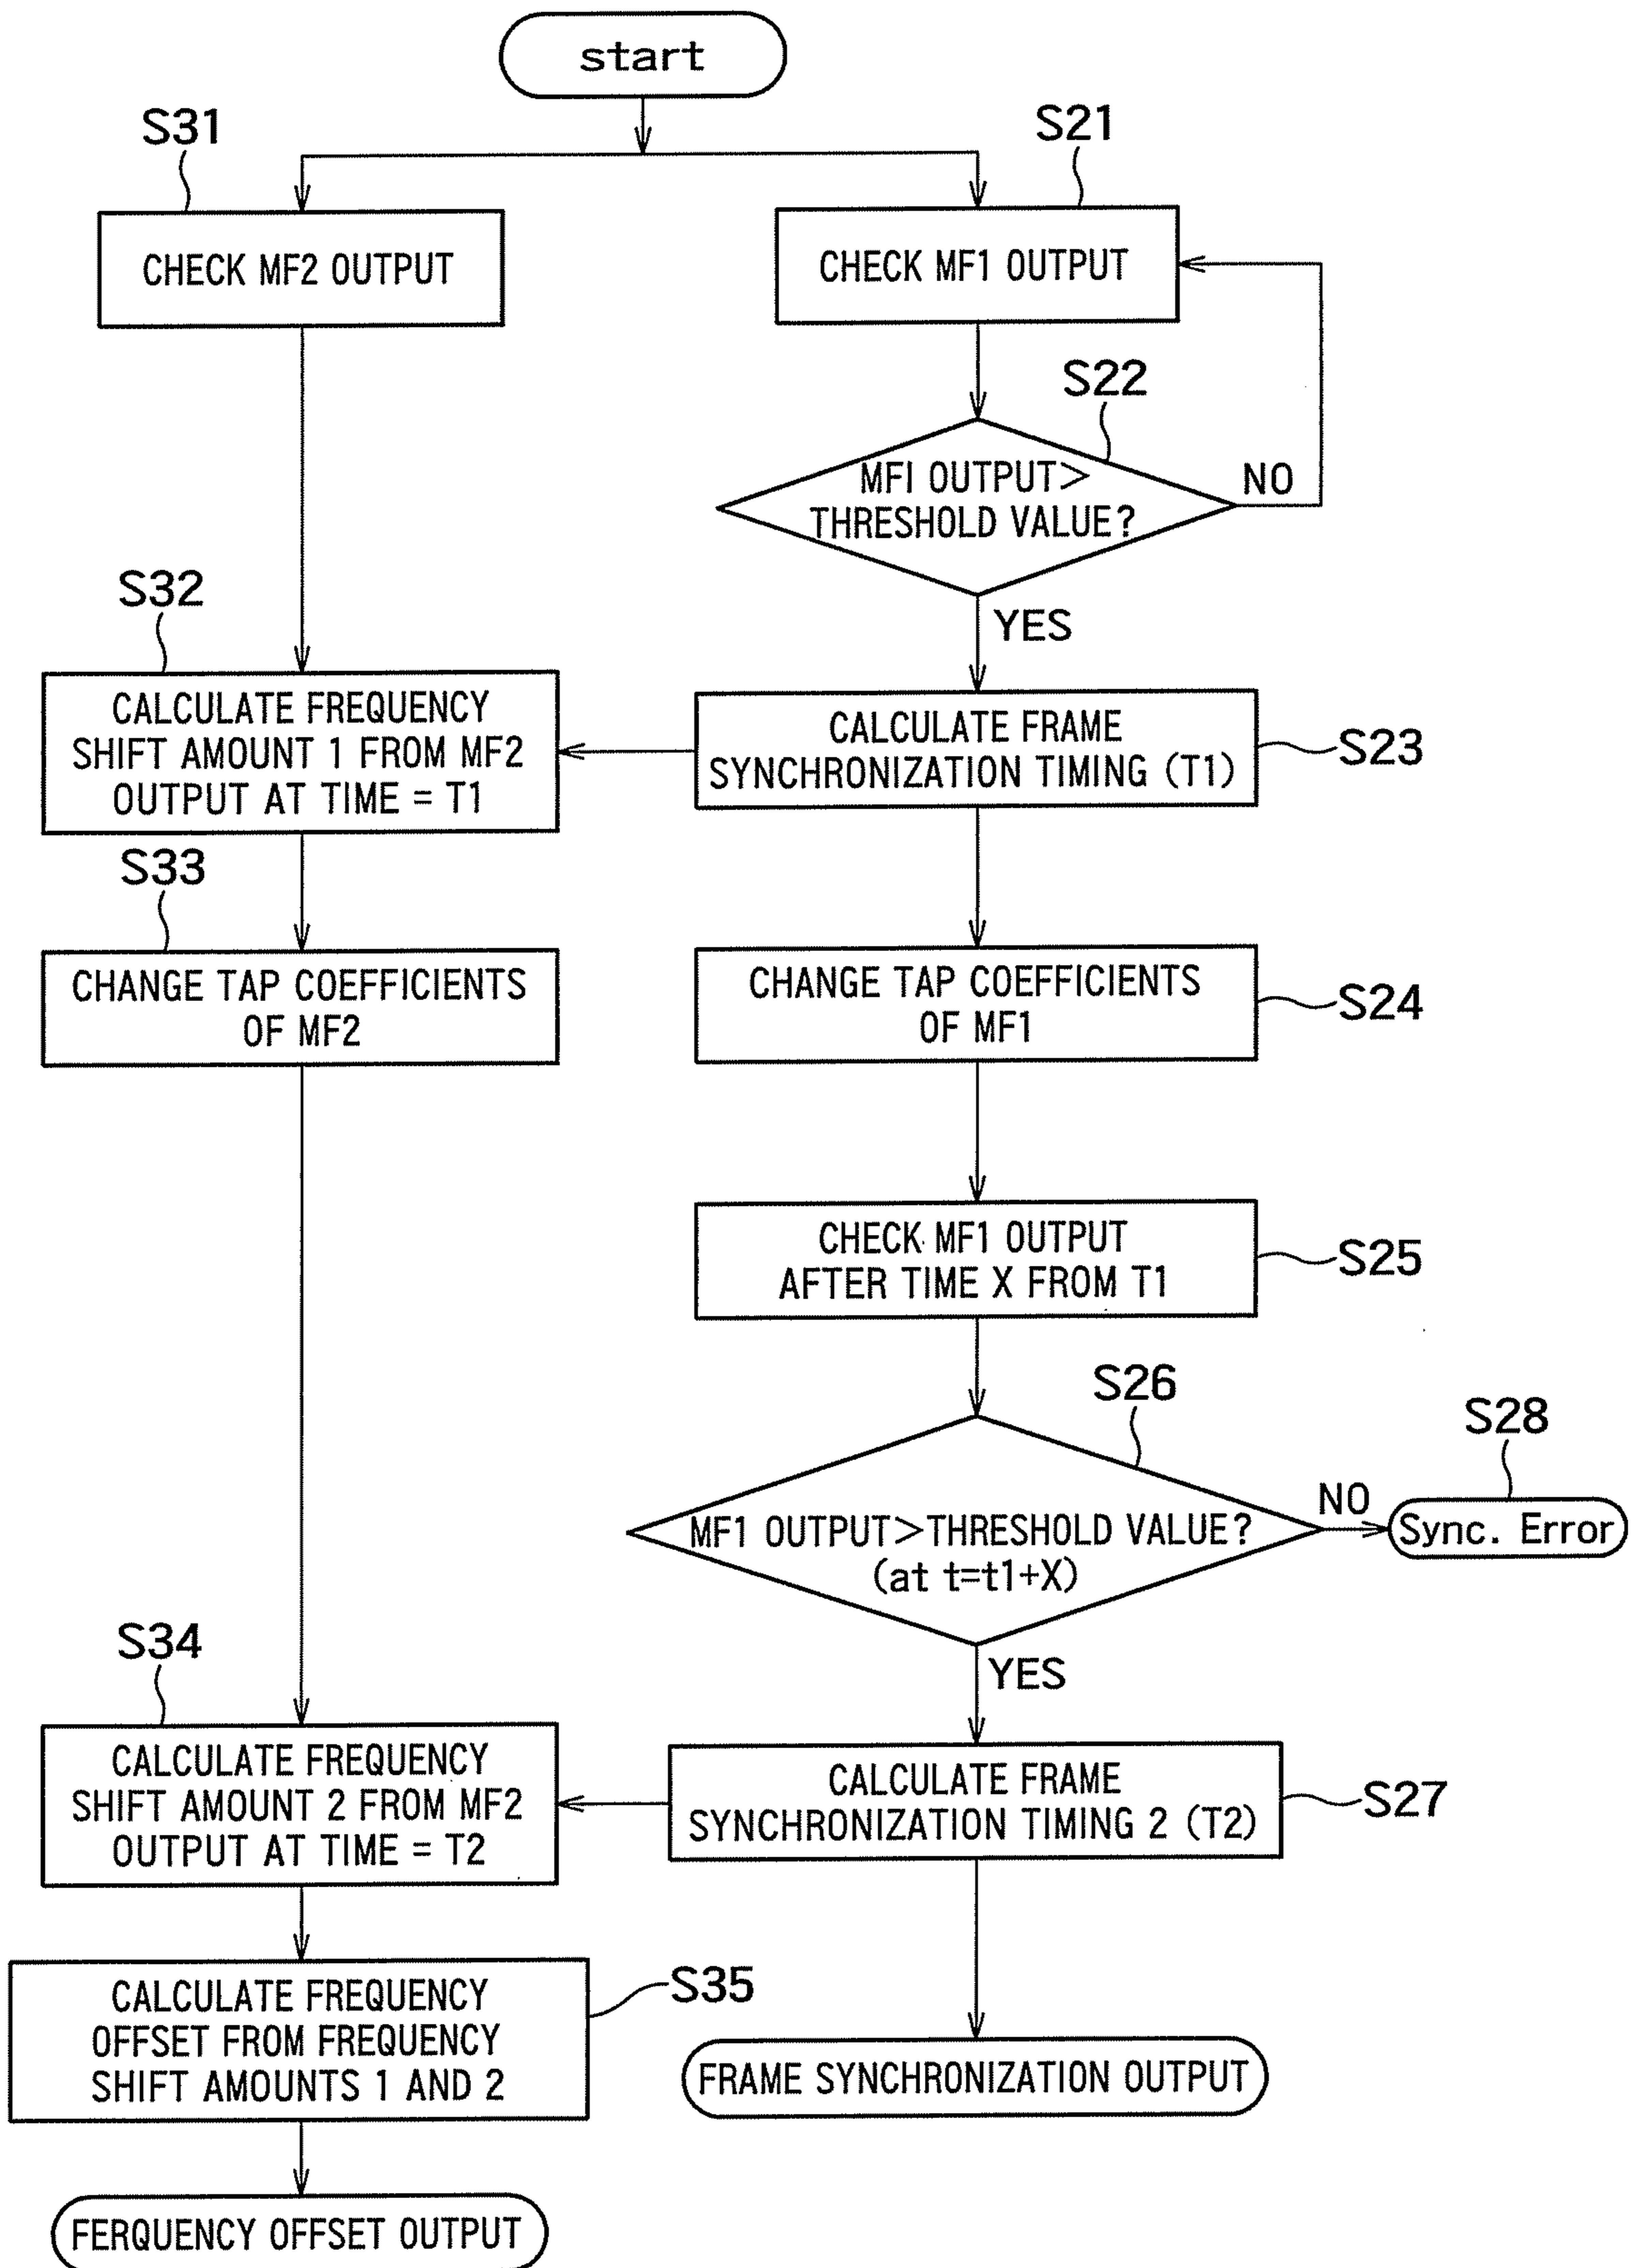 start
S31
S21
CHECK MF2 OUTPUT
CHECK MF1 OUTPUT
S22
MFI OUTPUT>
THRESHOLD VALUE?
NO
YES
S32
CALCULATE FREQUENCY
SHIFT AMOUNT 1 FROM MF2
OUTPUT AT TIME = T1
CALCULATE FRAME
SYNCHRONIZATION TIMING (T1)
S23
S33
CHANGE TAP COEFFICIENTS
OF MF2
CHANGE TAP COEFFICIENTS
OF MF1
S24
CHECK MF1 OUTPUT
AFTER TIME X FROM T1
S25
S26
MF1 OUTPUT>THRESHOLD VALUE?
(at t=t1+X)
NO
S28
Sync. Error
YES
S34
CALCULATE FREQUENCY
SHIFT AMOUNT 2 FROM MF2
OUTPUT AT TIME = T2
CALCULATE FRAME
SYNCHRONIZATION TIMING 2 (T2)
S27
CALCULATE FREQUENCY
OFFSET FROM FREQUENCY
SHIFT AMOUNTS 1 AND 2
S35
FRAME SYNCHRONIZATION OUTPUT
FERQUENCY OFFSET OUTPUT